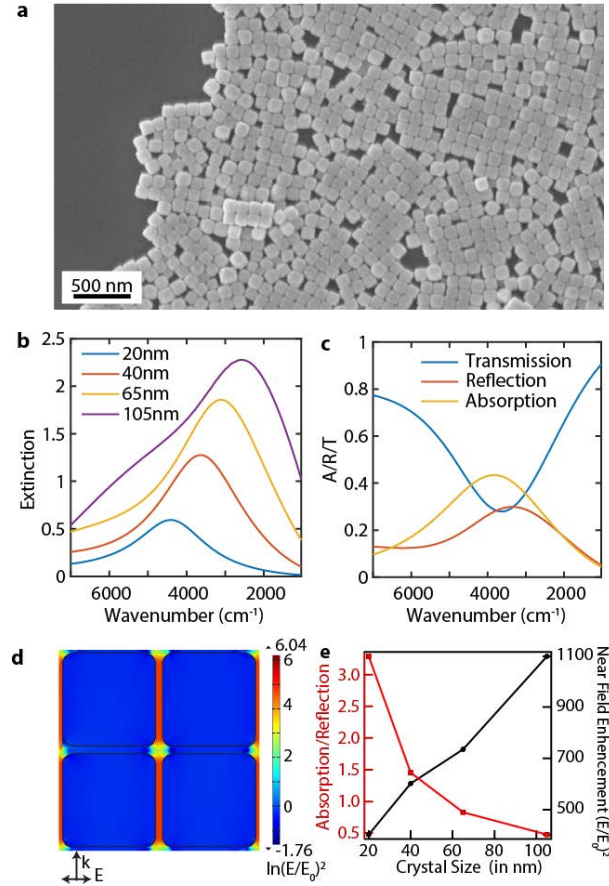 a
500 nm
b
2.5
2
1.5
1
0.5
0
Extinction
20nm
40nm
65nm
105nm
6000 4000 2000
Wavenumber (cm⁻¹)
c
1
0.8
0.6
0.4
0.2
0
A/R/T
Transmission
Reflection
Absorption
6000 4000 2000
Wavenumber (cm⁻¹)
d
6.04
6
4
2
0
-1.76
ln(E/E₀)²
k
E
e
3.0
2.5
2.0
1.5
1.0
0.5
Absorption/Reflection
1100
900
700
500
Near Field Enhancement (E/E₀)²
20 40 60 80 100
Crystal Size (in nm)